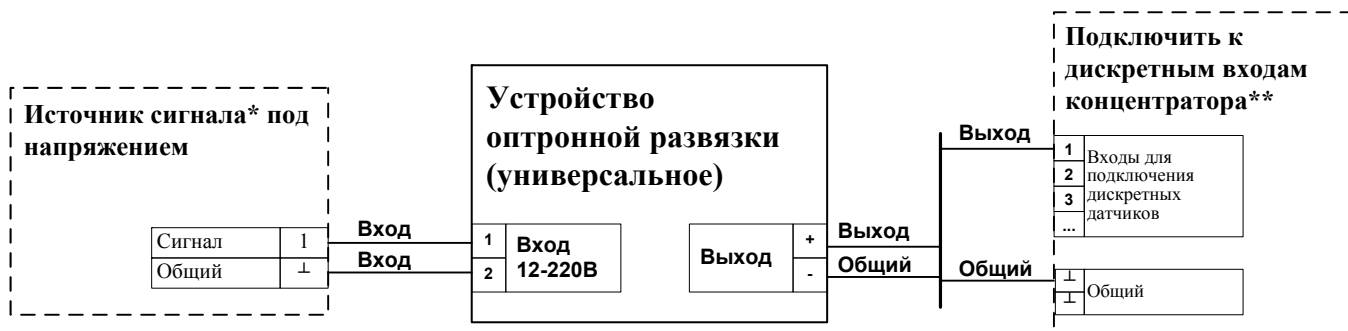 Подключить к
дискретным входам
концентратора**
Источник сигнала* под
напряжением
Устройство
оптронной развязки
(универсальное)
Выход
1
2
3
...
Входы для
подключения
дискретных
датчиков
Сигнал 1
Общий ⊥
Вход
Вход
1
2
Вход
12-220В
Выход
+
-
Выход
Общий
Общий
⊥
⊥
Общий